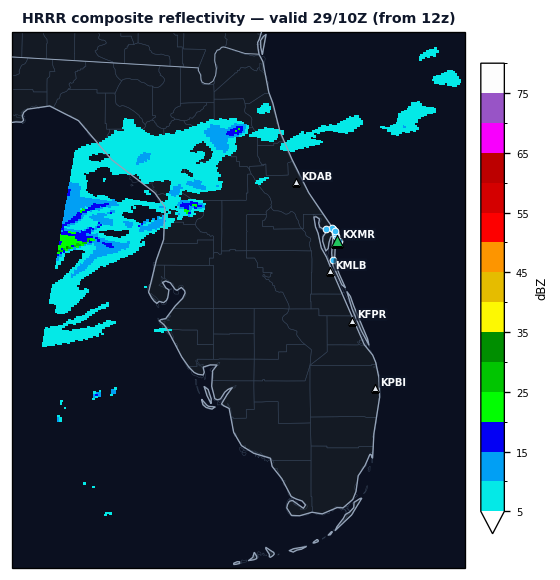 HRRR composite reflectivity — valid 29/10Z (from 12z)
KDAB
KXMR
KMLB
KFPR
KPBI
75
65
55
45
35
25
15
5
dBZ